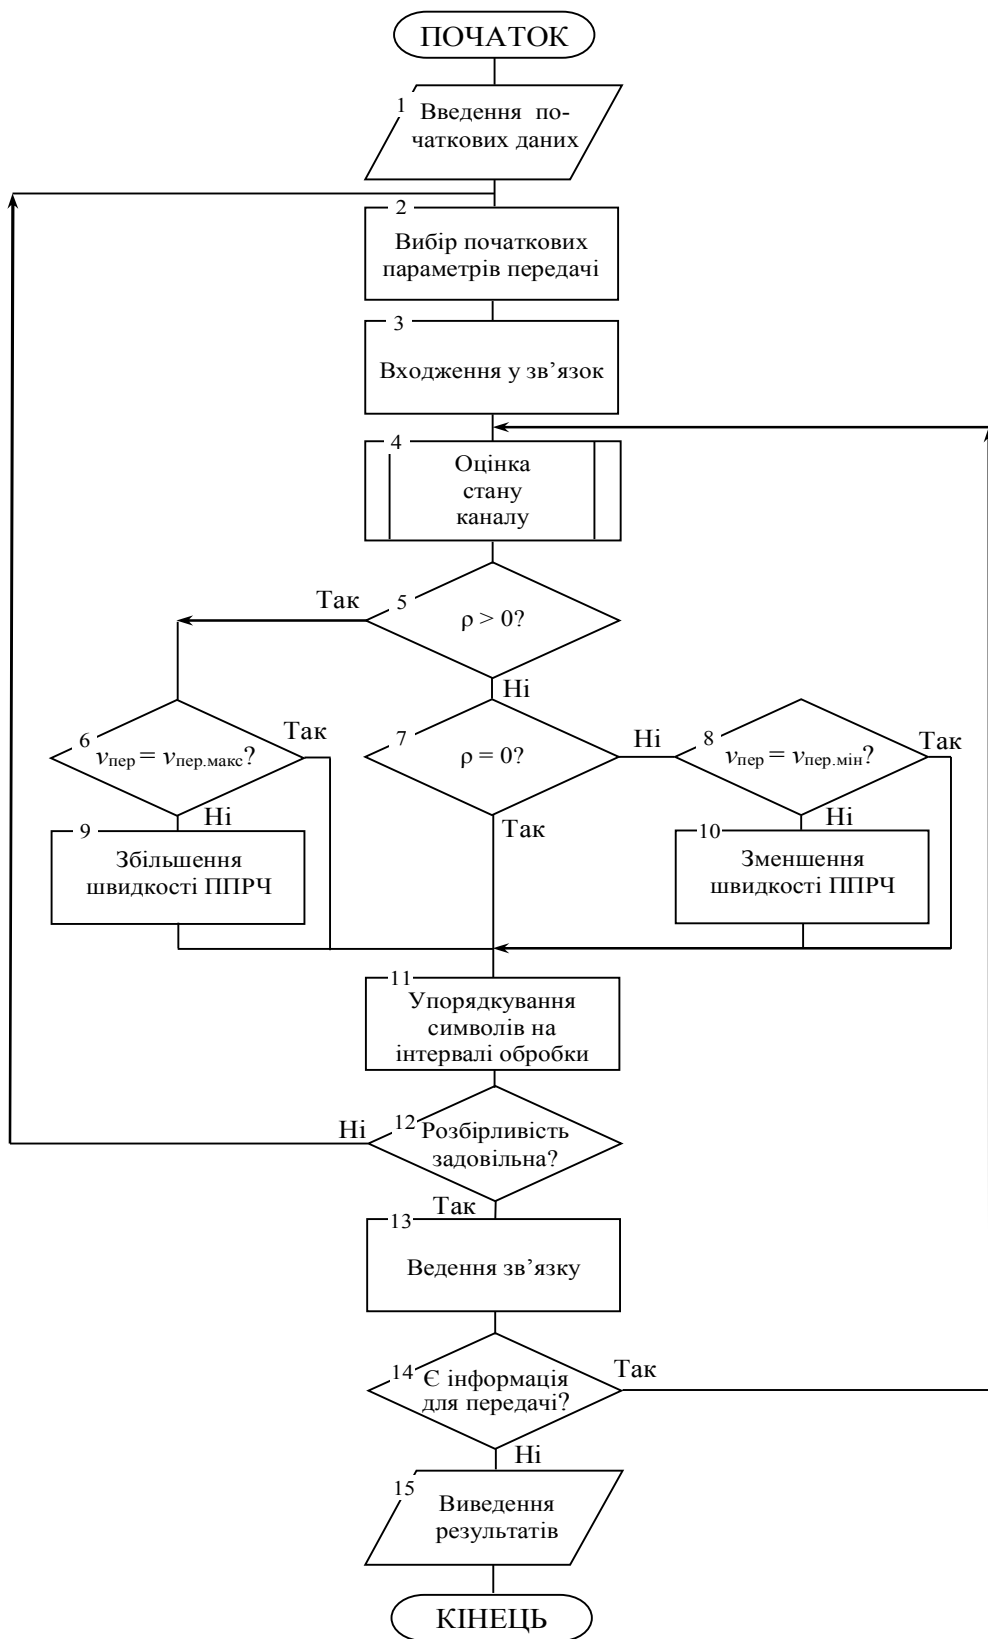 ПОЧАТОК
1
Введення по-
чаткових даних
2
Вибір початкових
параметрів передачі
3
Входження у зв’язок
4
Оцінка
стану
каналу
Так
5
ρ > 0?
Ні
6
vпер = vпер.макс?
Так
7
ρ = 0?
Ні
8
vпер = vпер.мін?
Так
Ні
Так
Ні
9
Збільшення
швидкості ППРЧ
10
Зменшення
швидкості ППРЧ
11
Упорядкування
символів на
інтервалі обробки
Ні
12
Розбірливість
задовільна?
Так
13
Ведення зв’язку
14
Є інформація
для передачі?
Так
Ні
15
Виведення
результатів
КІНЕЦЬ